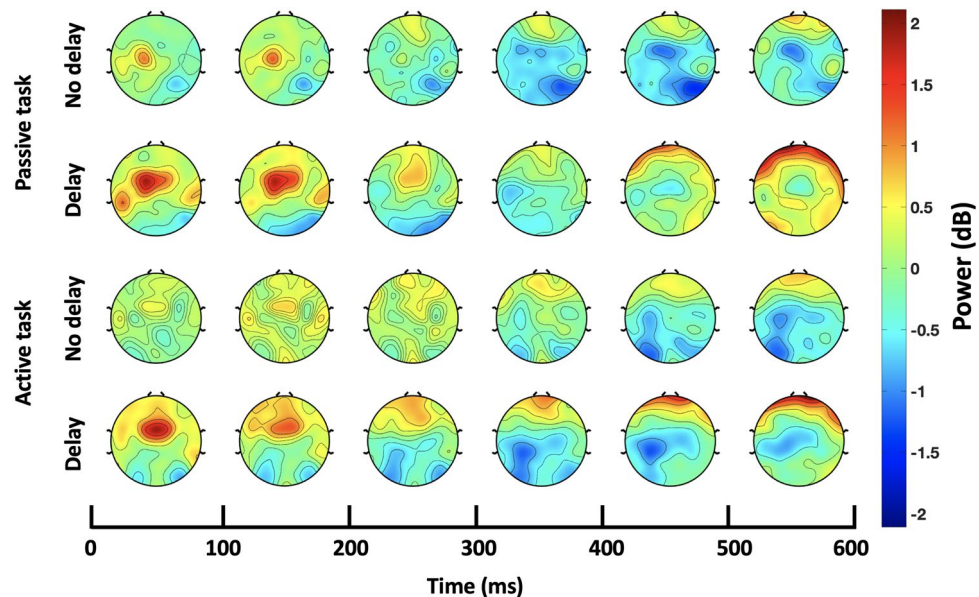 Passive task
No delay
Delay
Active task
No delay
Delay
0 100 200 300 400 500 600
Time (ms)
2
1.5
1
0.5
0
-0.5
-1
-1.5
-2
Power (dB)